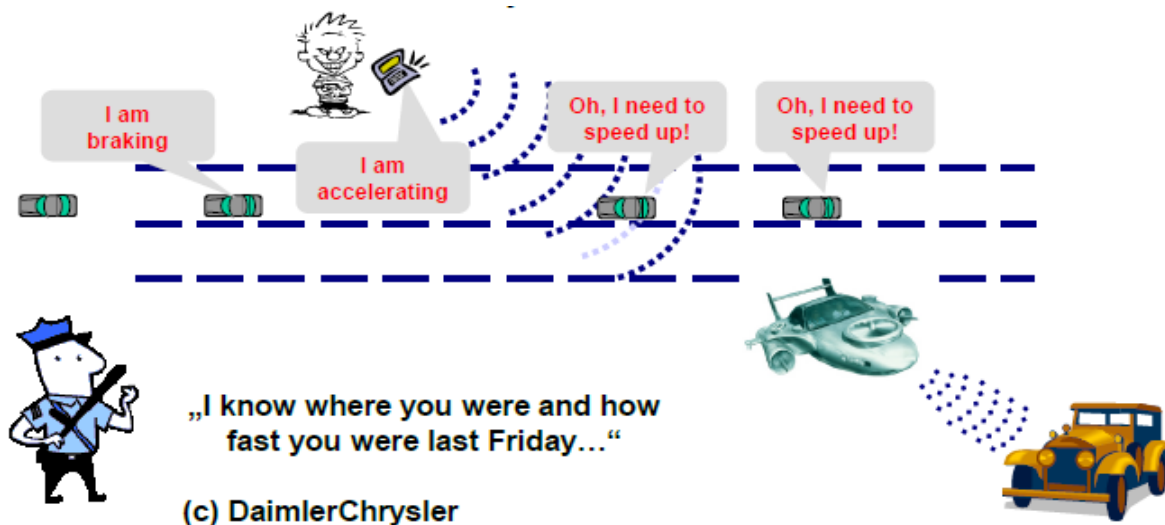 I am
braking
I am
accelerating
Oh, I need to
speed up!
Oh, I need to
speed up!
„I know where you were and how
fast you were last Friday…“
(c) DaimlerChrysler